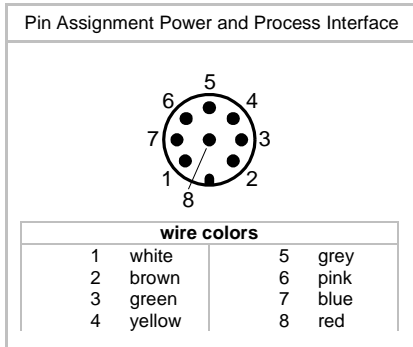 Pin Assignment Power and Process Interface
5
6 4
7 3
1 2
8
wire colors
1 white 5 grey
2 brown 6 pink
3 green 7 blue
4 yellow 8 red